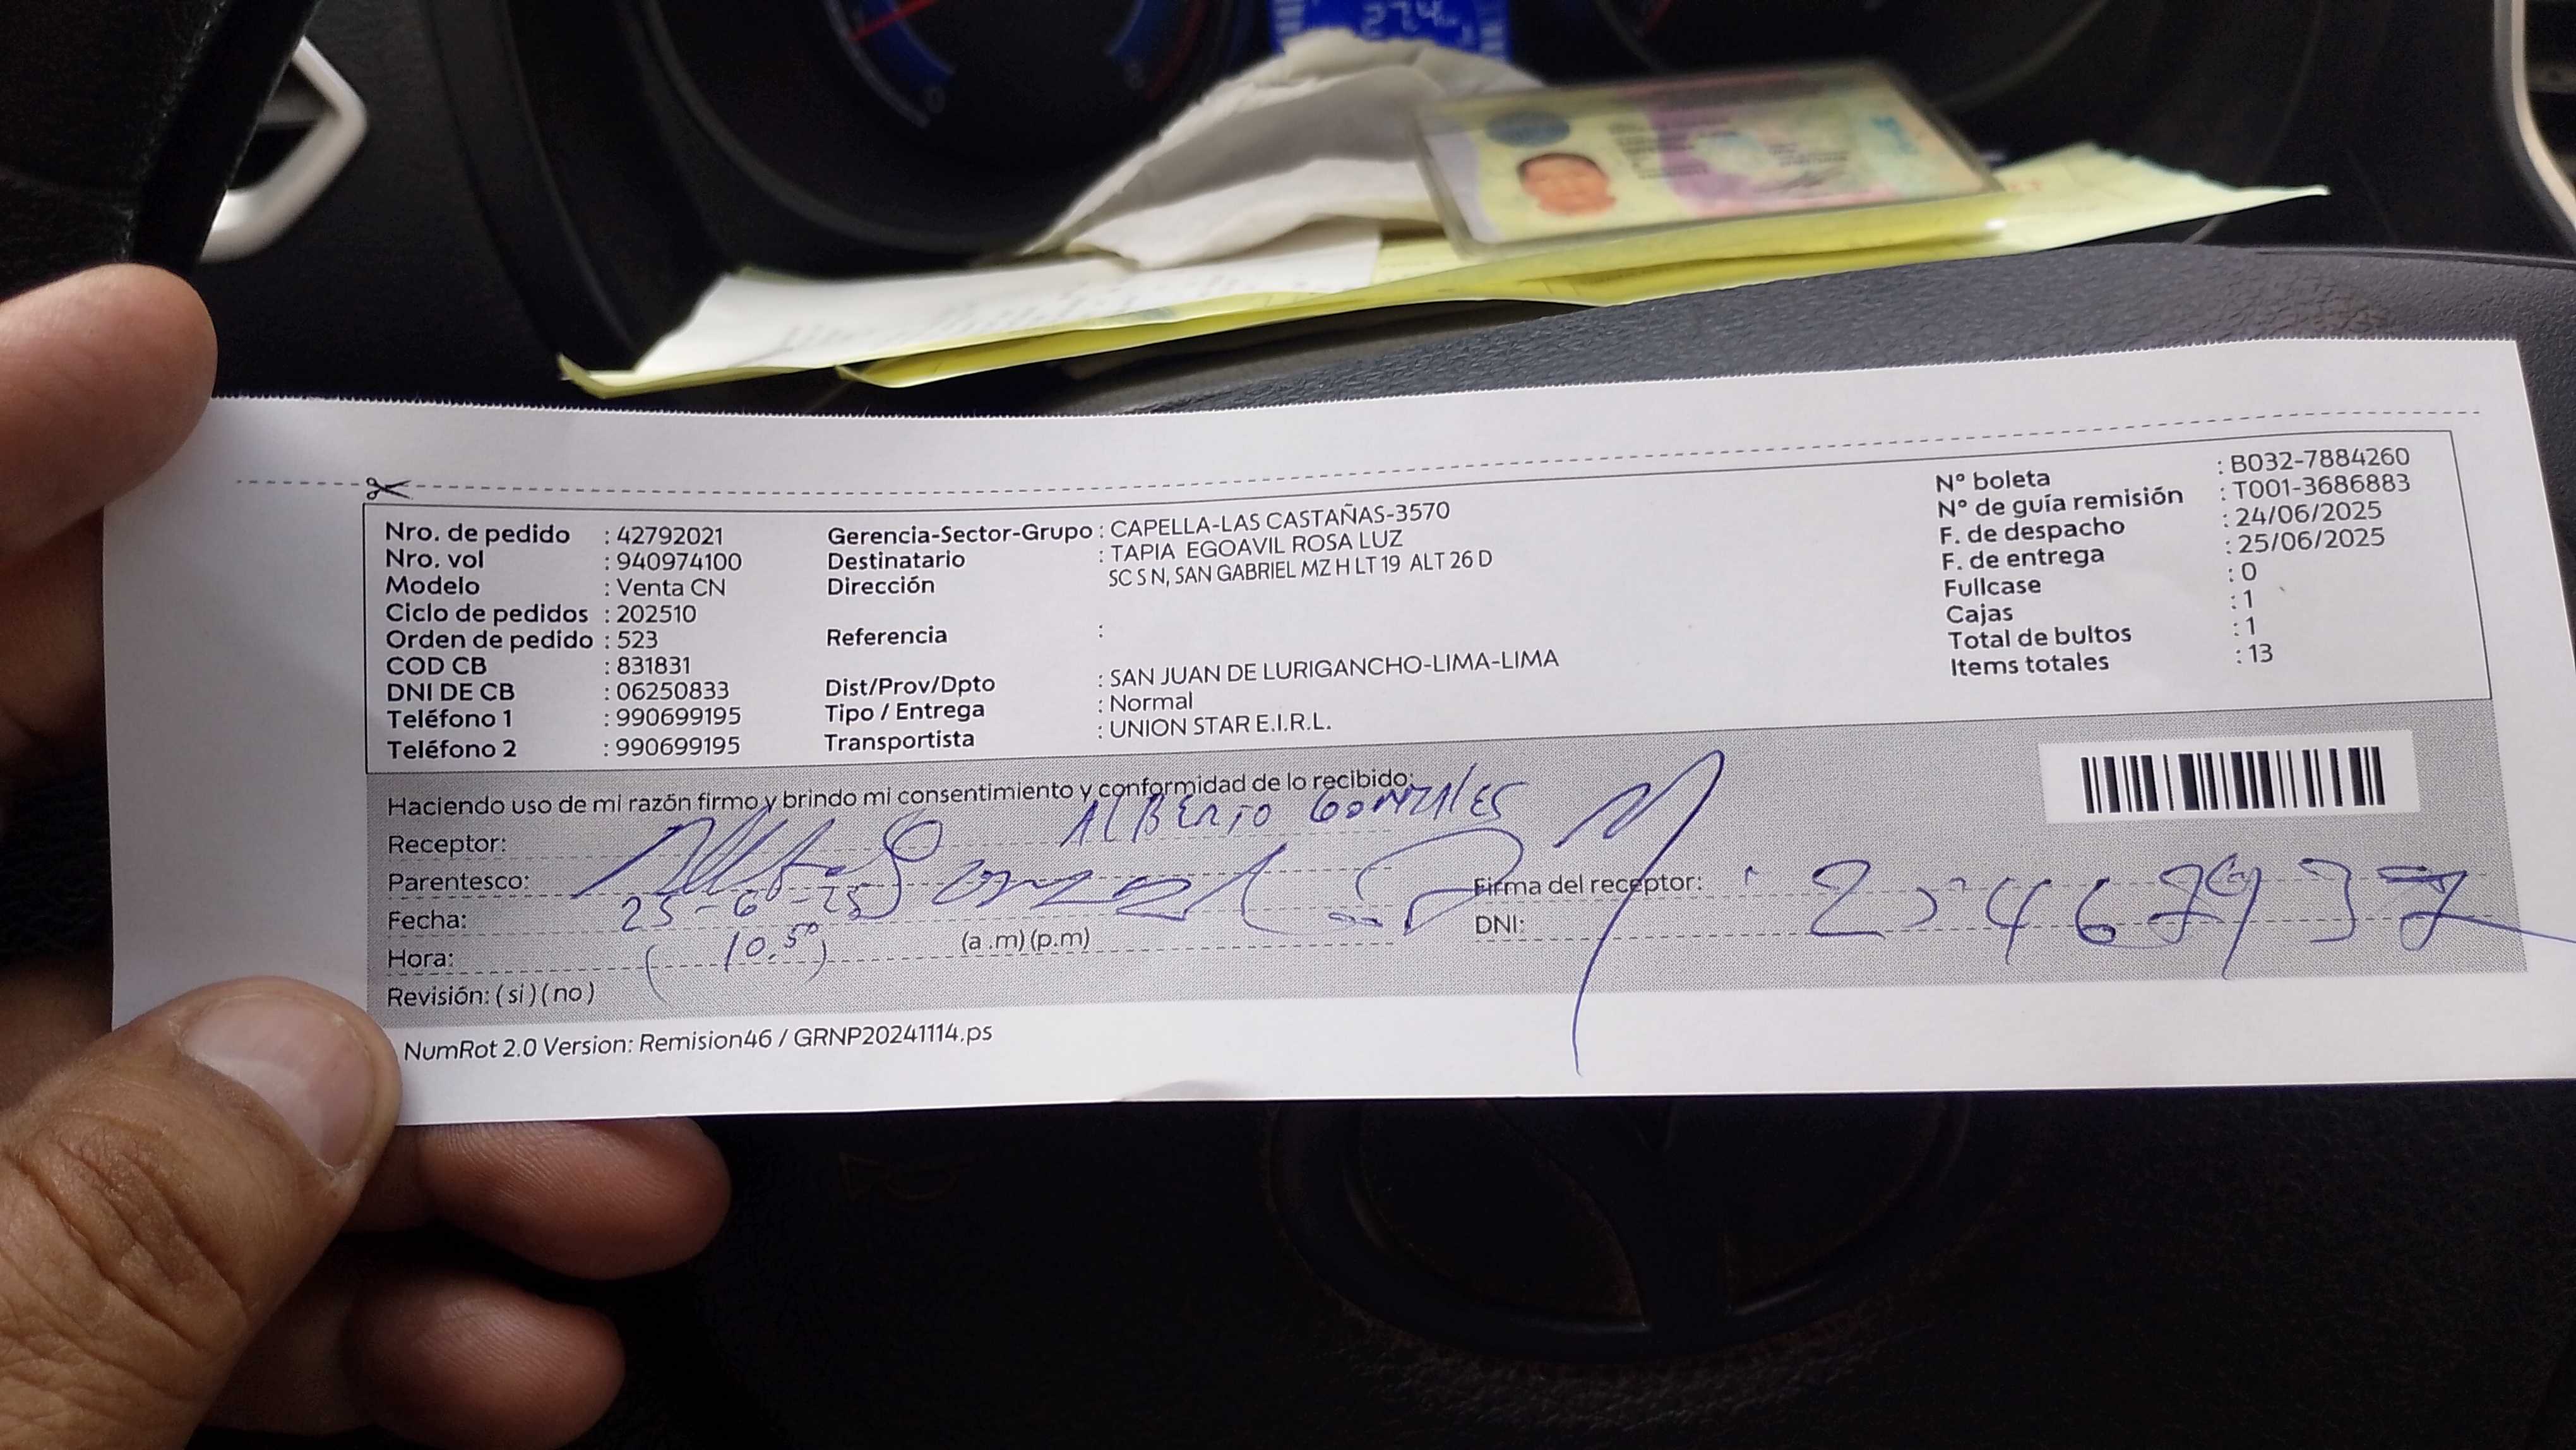 Nro. de pedido : 42792021
Nro. vol : 940974100
Modelo : Venta CN
Ciclo de pedidos : 202510
Orden de pedido : 523
COD CB : 831831
DNI DE CB : 06250833
Teléfono 1 : 990699195
Teléfono 2 : 990699195
Gerencia-Sector-Grupo : CAPELLA-LAS CASTAÑAS-3570
Destinatario : TAPIA EGOAVIL ROSA LUZ
Dirección SC S N, SAN GABRIEL MZ H LT 19 ALT 26 D
Referencia :
Dist/Prov/Dpto : SAN JUAN DE LURIGANCHO-LIMA-LIMA
Tipo / Entrega : Normal
Transportista : UNION STAR E.I.R.L.
N° boleta : B032-7884260
N° de guía remisión : T001-3686883
F. de despacho : 24/06/2025
F. de entrega : 25/06/2025
Fullcase : 0
Cajas : 1
Total de bultos : 1
Items totales : 13
Haciendo uso de mi razón firmo y brindo mi consentimiento y conformidad de lo recibido:
Receptor: ALBERTO GONZALES
Parentesco:
Fecha: 25-6-25
Hora: (10.50) (a .m) (p.m)
Revisión: ( si ) ( no )
Firma del receptor:
DNI:
NumRot 2.0 Version: Remision46 / GRNP20241114.ps